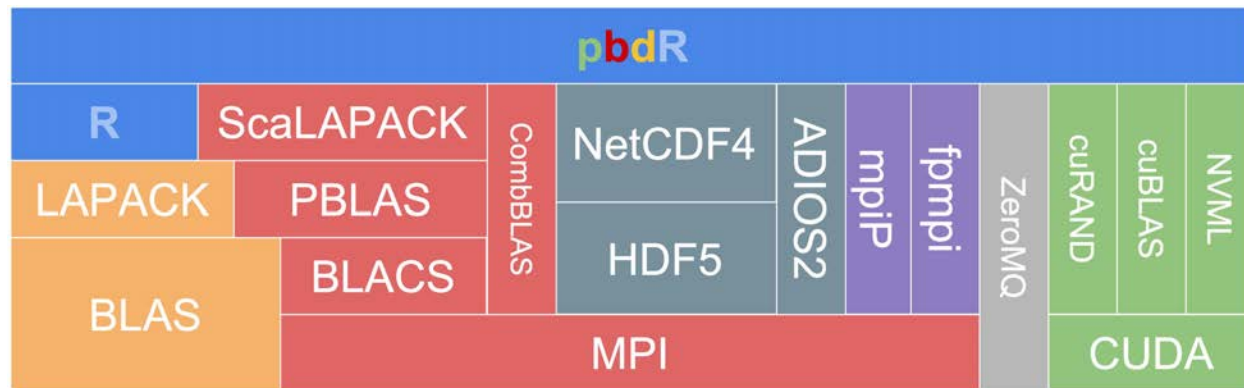 pbdR
R
ScaLAPACK
CombBLAS
NetCDF4
ADIOS2
mpiP
fpmpi
ZeroMQ
cuRAND
cuBLAS
NVML
LAPACK
PBLAS
HDF5
BLAS
BLACS
MPI
CUDA